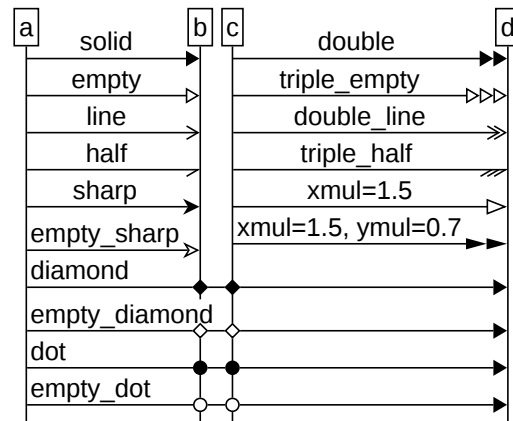 a b c d
solid double
empty triple_empty
line double_line
half triple_half
sharp xmul=1.5
empty_sharp xmul=1.5, ymul=0.7
diamond
empty_diamond
dot
empty_dot